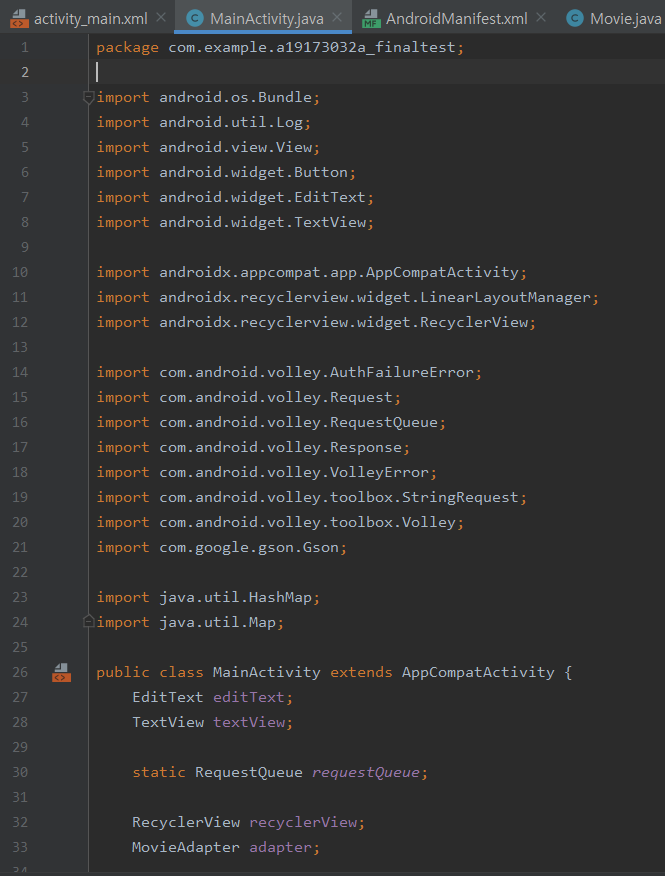 activity_main.xml × C MainActivity.java × MF AndroidManifest.xml × C Movie.java
1 package com.example.a19173032a_finaltest;
2
3 import android.os.Bundle;
4 import android.util.Log;
5 import android.view.View;
6 import android.widget.Button;
7 import android.widget.EditText;
8 import android.widget.TextView;
9
10 import androidx.appcompat.app.AppCompatActivity;
11 import androidx.recyclerview.widget.LinearLayoutManager;
12 import androidx.recyclerview.widget.RecyclerView;
13
14 import com.android.volley.AuthFailureError;
15 import com.android.volley.Request;
16 import com.android.volley.RequestQueue;
17 import com.android.volley.Response;
18 import com.android.volley.VolleyError;
19 import com.android.volley.toolbox.StringRequest;
20 import com.android.volley.toolbox.Volley;
21 import com.google.gson.Gson;
22
23 import java.util.HashMap;
24 import java.util.Map;
25
26 public class MainActivity extends AppCompatActivity {
27 EditText editText;
28 TextView textView;
29
30 static RequestQueue requestQueue;
31
32 RecyclerView recyclerView;
33 MovieAdapter adapter;
34